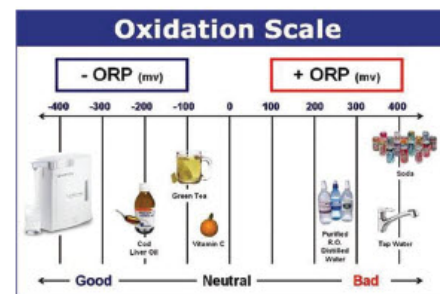 Oxidation Scale
- ORP (mv)
+ ORP (mv)
-400 -300 -200 -100 0 100 200 300 400
Soda
Green Tea
Cod
Liver Oil
Vitamin C
Purified
R.O.
Distilled
Water
Tap Water
Good Neutral Bad